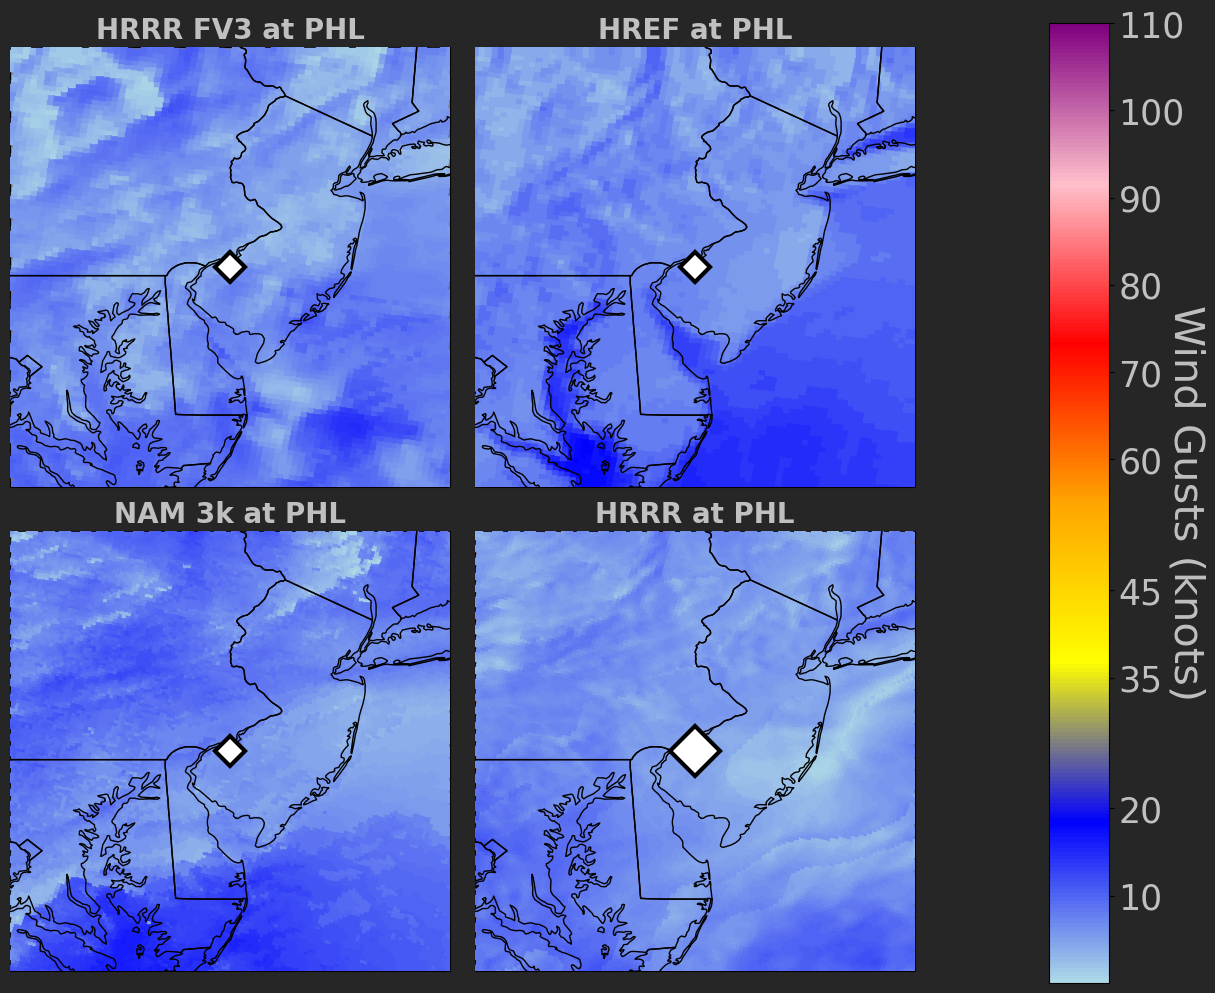 HRRR FV3 at PHL
HREF at PHL
NAM 3k at PHL
HRRR at PHL
110
100
90
80
70
60
45
35
20
10
Wind Gusts (knots)